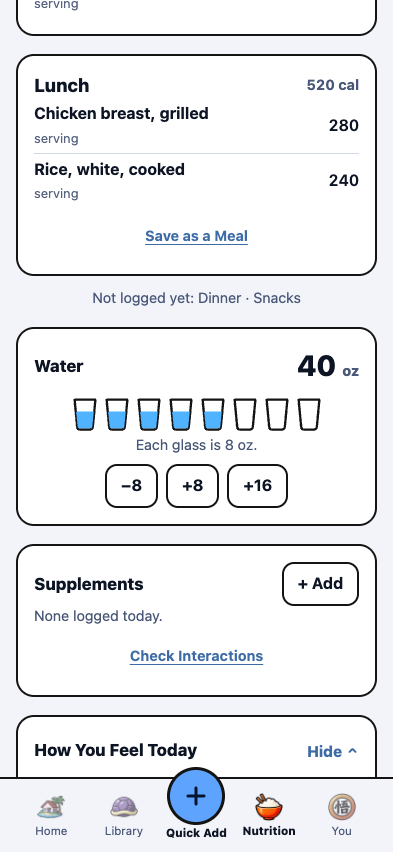 serving
Lunch 520 cal
Chicken breast, grilled
280
serving
Rice, white, cooked
240
serving
Save as a Meal
Not logged yet: Dinner · Snacks
Water 40 oz
Each glass is 8 oz.
−8 +8 +16
Supplements + Add
None logged today.
Check Interactions
How You Feel Today Hide
悟
Home Library Quick Add Nutrition You